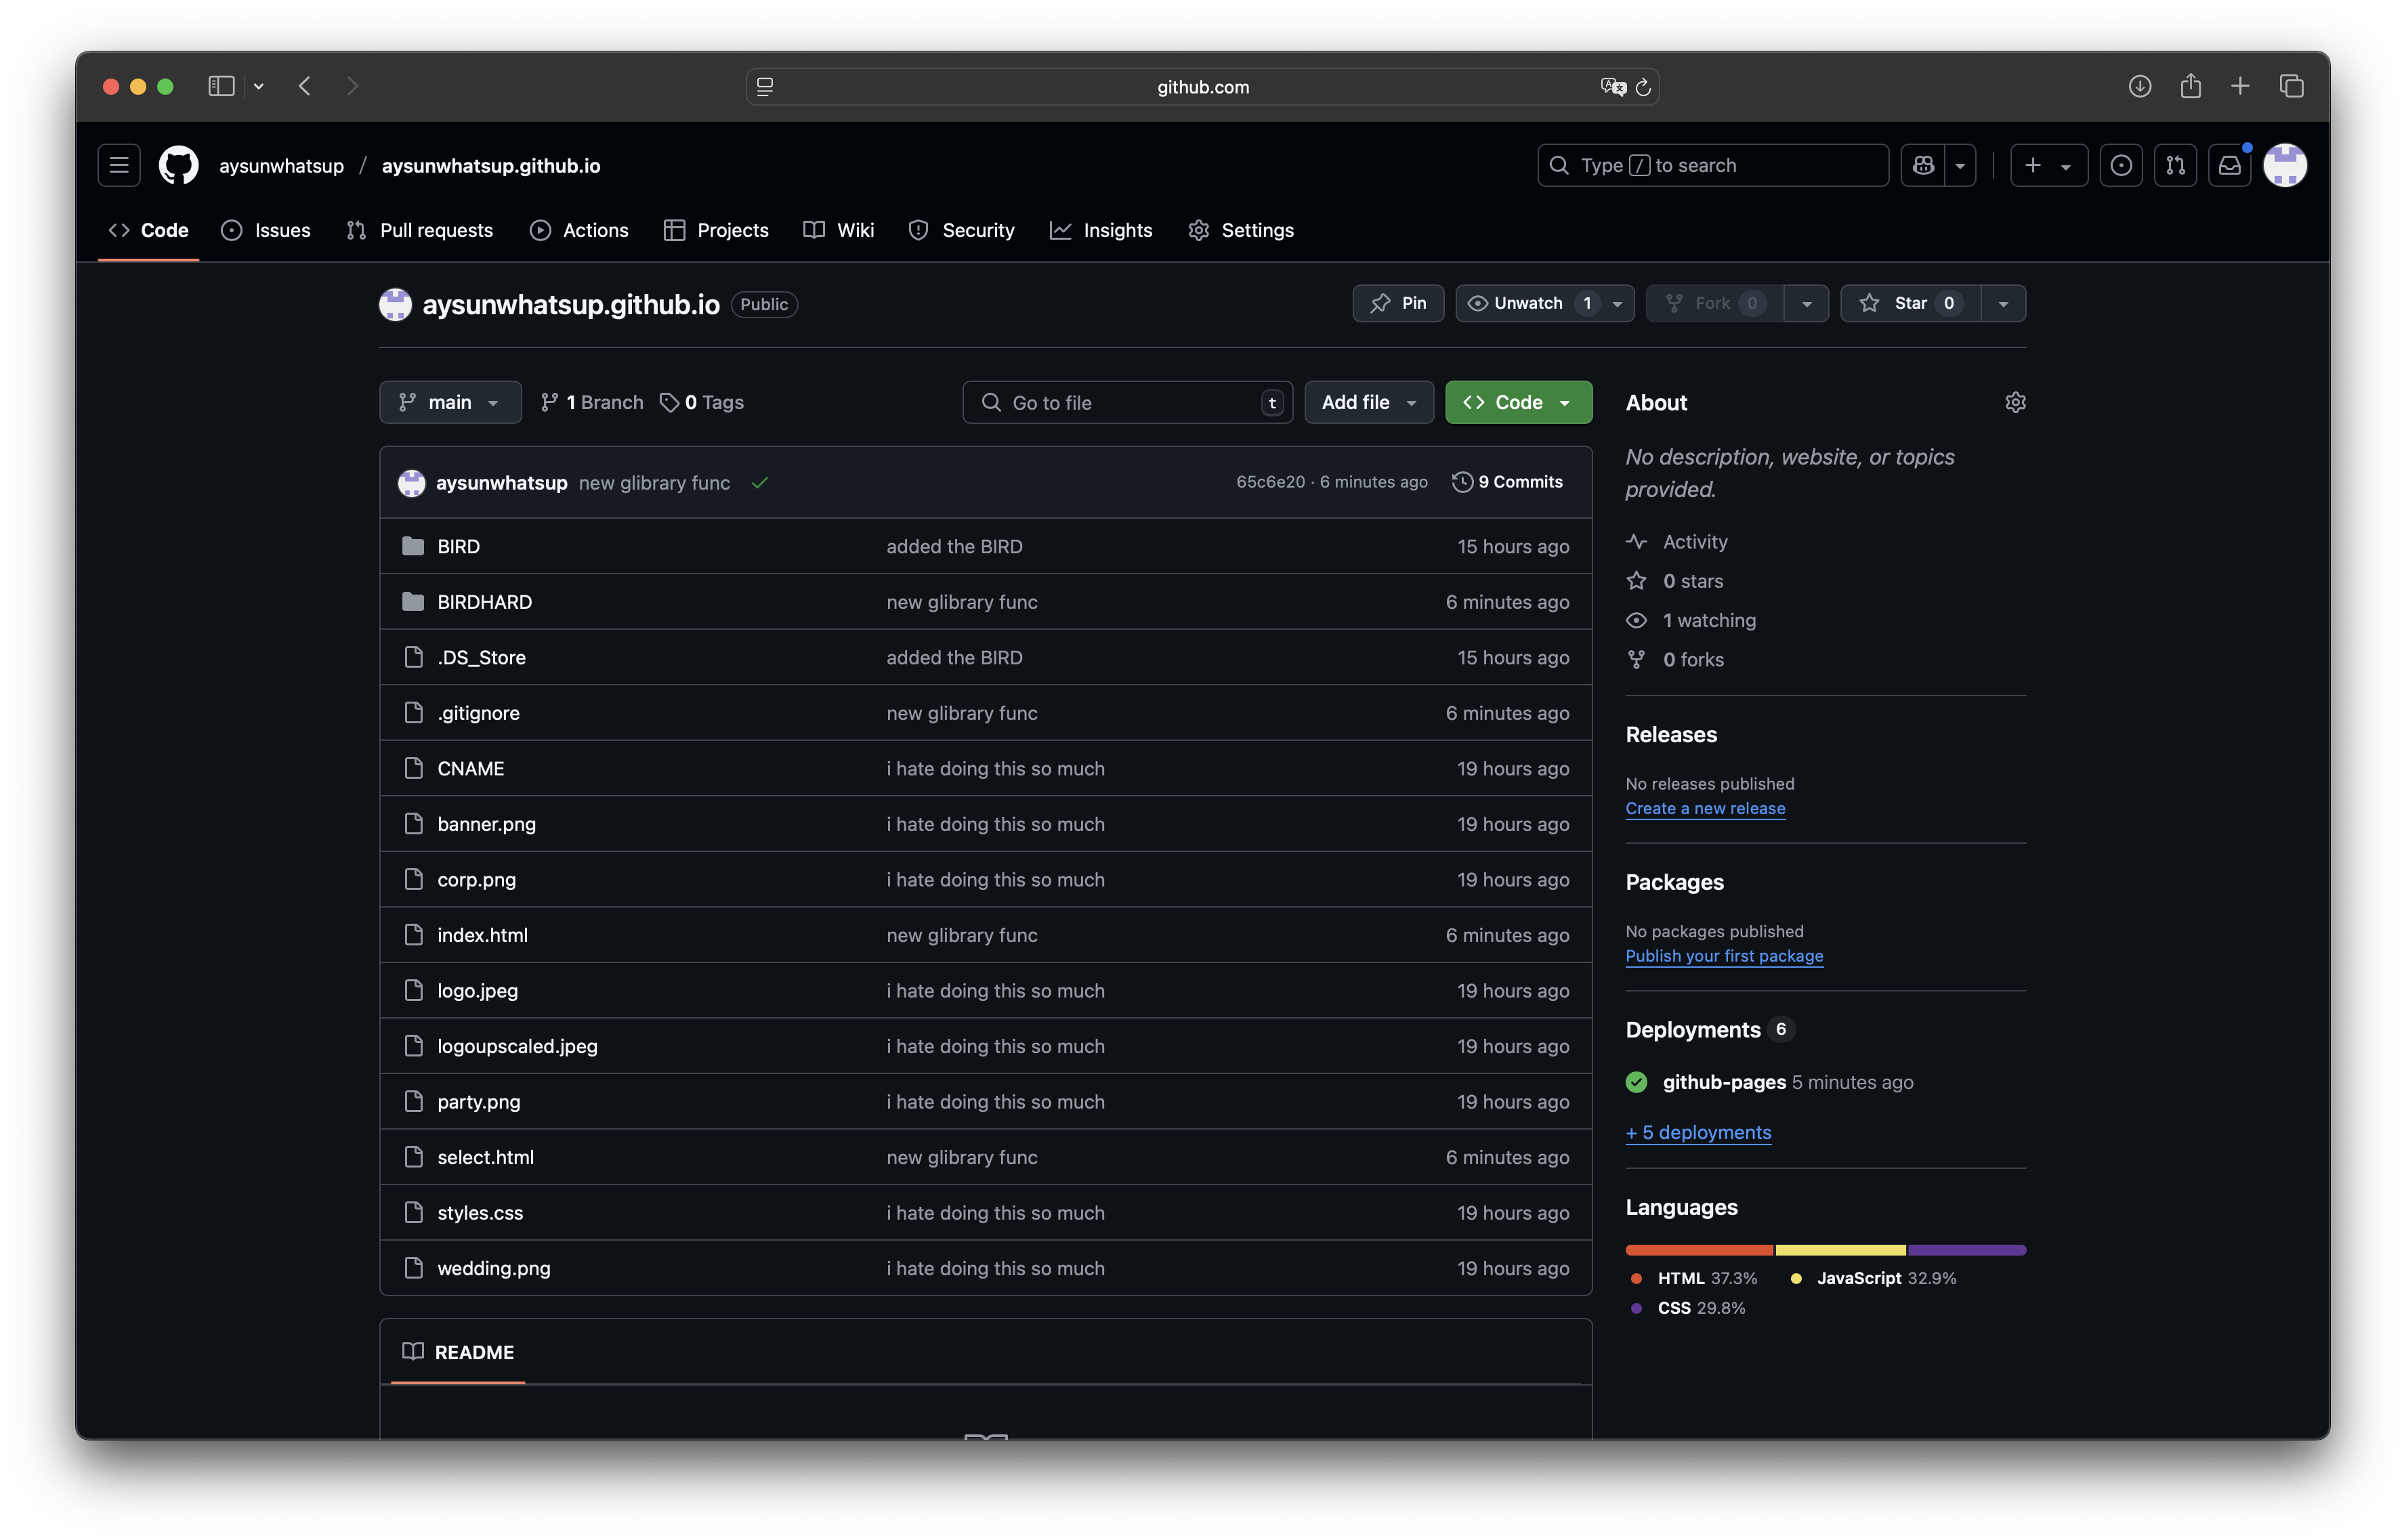 github.com
aysunwhatsup / aysunwhatsup.github.io
Type / to search
Code Issues Pull requests Actions Projects Wiki Security Insights Settings
aysunwhatsup.github.io Public
Pin Unwatch 1 Fork 0 Star 0
main 1 Branch 0 Tags Go to file t Add file Code
aysunwhatsup new glibrary func 65c6e20 · 6 minutes ago 9 Commits
BIRD added the BIRD 15 hours ago
BIRDHARD new glibrary func 6 minutes ago
.DS_Store added the BIRD 15 hours ago
.gitignore new glibrary func 6 minutes ago
CNAME i hate doing this so much 19 hours ago
banner.png i hate doing this so much 19 hours ago
corp.png i hate doing this so much 19 hours ago
index.html new glibrary func 6 minutes ago
logo.jpeg i hate doing this so much 19 hours ago
logoupscaled.jpeg i hate doing this so much 19 hours ago
party.png i hate doing this so much 19 hours ago
select.html new glibrary func 6 minutes ago
styles.css i hate doing this so much 19 hours ago
wedding.png i hate doing this so much 19 hours ago
README
About
No description, website, or topics
provided.
Activity
0 stars
1 watching
0 forks
Releases
No releases published
Create a new release
Packages
No packages published
Publish your first package
Deployments 6
github-pages 5 minutes ago
+ 5 deployments
Languages
HTML 37.3% JavaScript 32.9%
CSS 29.8%